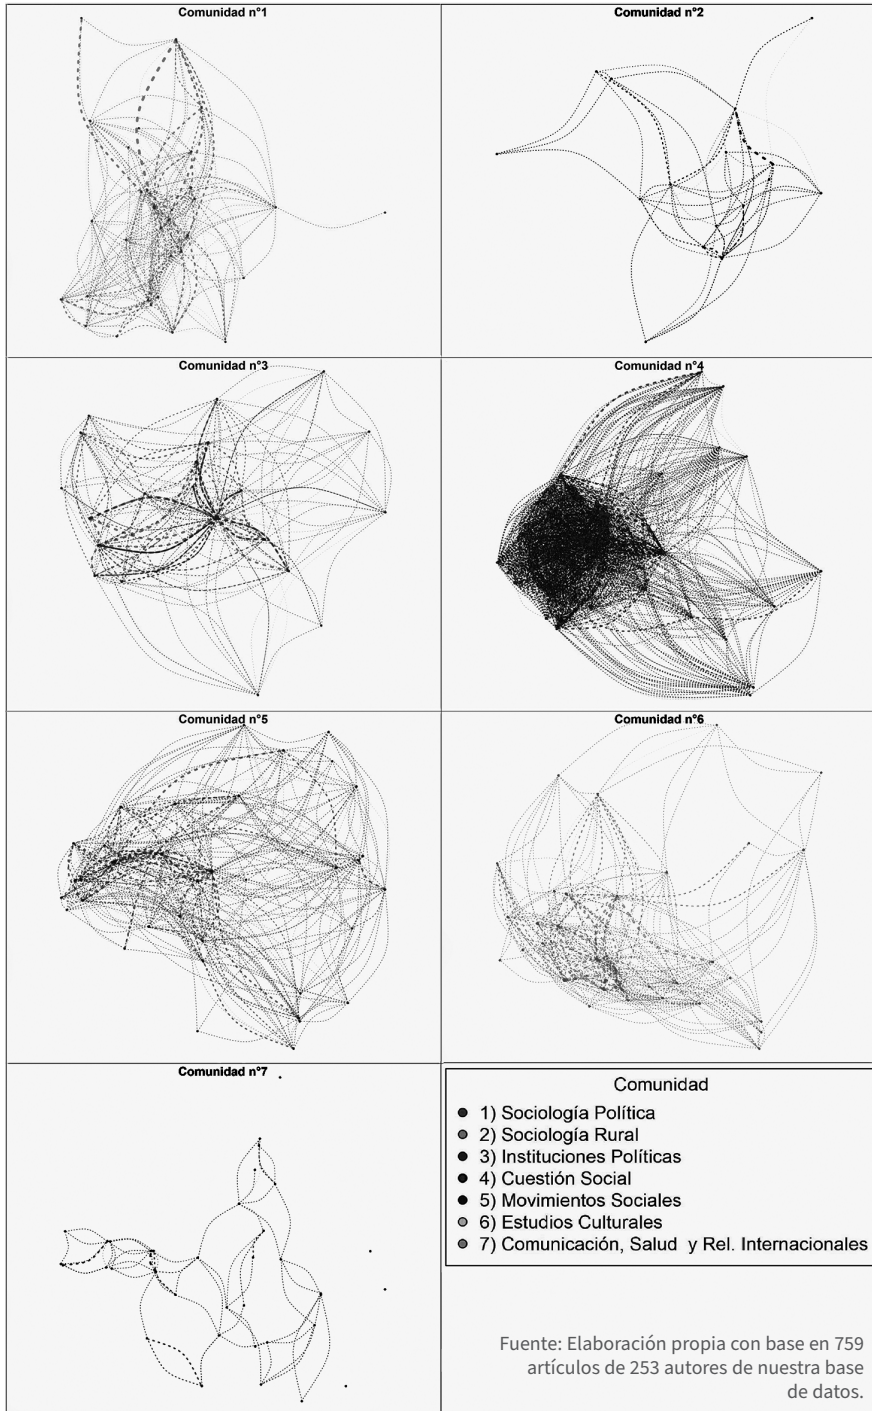 Comunidad n°1
Comunidad n°2
Comunidad n°3
Comunidad n°4
Comunidad n°5
Comunidad n°6
Comunidad n°7
Comunidad
1) Sociología Política
2) Sociología Rural
3) Instituciones Políticas
4) Cuestión Social
5) Movimientos Sociales
6) Estudios Culturales
7) Comunicación, Salud y Rel. Internacionales
Fuente: Elaboración propia con base en 759
artículos de 253 autores de nuestra base
de datos.